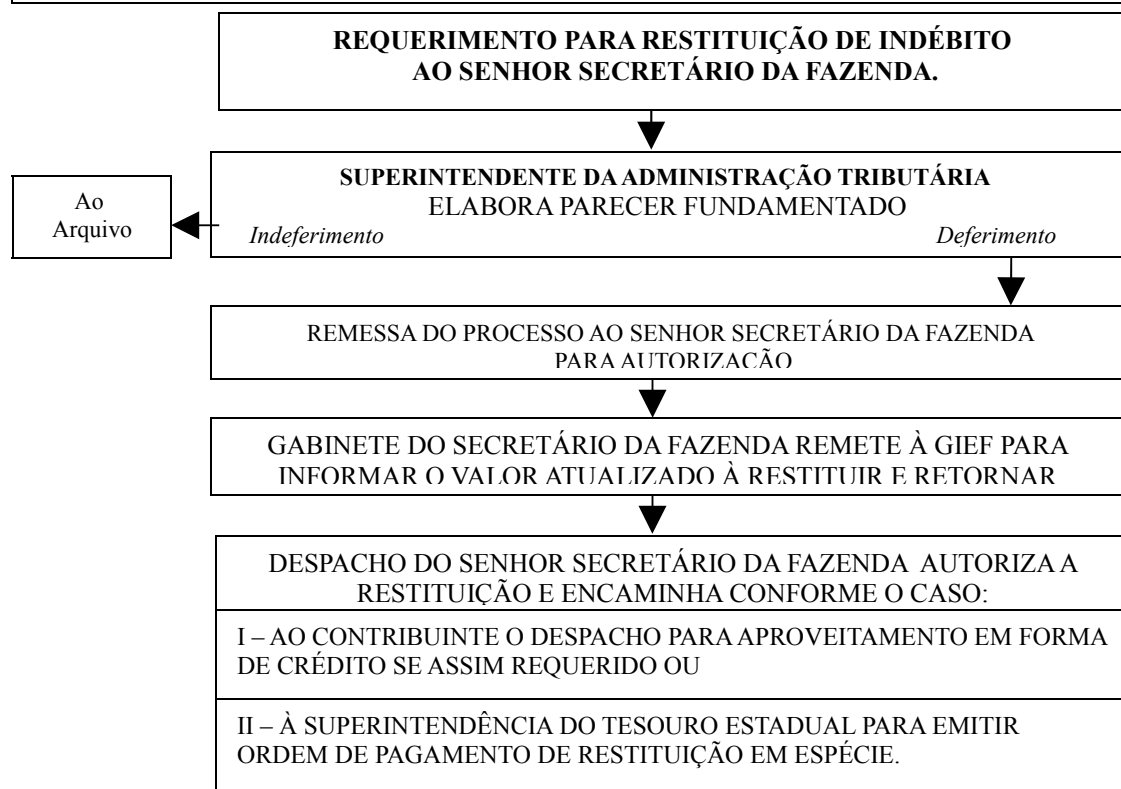 REQUERIMENTO PARA RESTITUIÇÃO DE INDÉBITO
AO SENHOR SECRETÁRIO DA FAZENDA.
SUPERINTENDENTE DA ADMINISTRAÇÃO TRIBUTÁRIA
ELABORA PARECER FUNDAMENTADO
Ao
Arquivo
Indeferimento Deferimento
REMESSA DO PROCESSO AO SENHOR SECRETÁRIO DA FAZENDA
PARA AUTORIZAÇÃO
GABINETE DO SECRETÁRIO DA FAZENDA REMETE À GIEF PARA
INFORMAR O VALOR ATUALIZADO À RESTITUIR E RETORNAR
DESPACHO DO SENHOR SECRETÁRIO DA FAZENDA AUTORIZA A
RESTITUIÇÃO E ENCAMINHA CONFORME O CASO:
I – AO CONTRIBUINTE O DESPACHO PARA APROVEITAMENTO EM FORMA
DE CRÉDITO SE ASSIM REQUERIDO OU
II – À SUPERINTENDÊNCIA DO TESOURO ESTADUAL PARA EMITIR
ORDEM DE PAGAMENTO DE RESTITUIÇÃO EM ESPÉCIE.